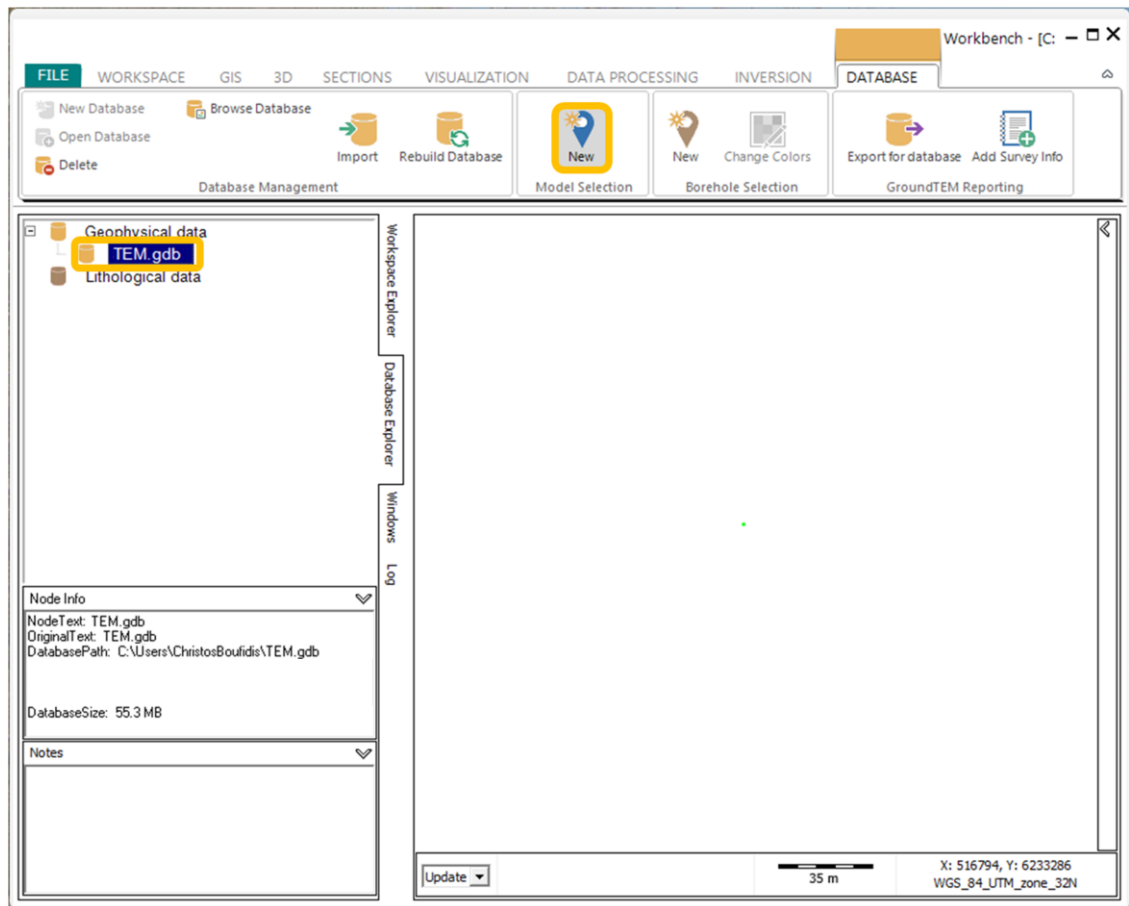 Workbench - [C:
FILE WORKSPACE GIS 3D SECTIONS VISUALIZATION DATA PROCESSING INVERSION DATABASE
New Database Browse Database
Open Database
Delete
Import Rebuild Database New New Change Colors Export for database Add Survey Info
Database Management Model Selection Borehole Selection GroundTEM Reporting
Geophysical data
TEM.gdb
Lithological data
Workspace Explorer
Database Explorer
Windows
Log
Node Info
NodeText: TEM.gdb
OriginalText: TEM.gdb
DatabasePath: C:\Users\ChristosBoufidis\TEM.gdb
DatabaseSize: 55.3 MB
Notes
Update
35 m
X: 516794, Y: 6233286
WGS_84_UTM_zone_32N